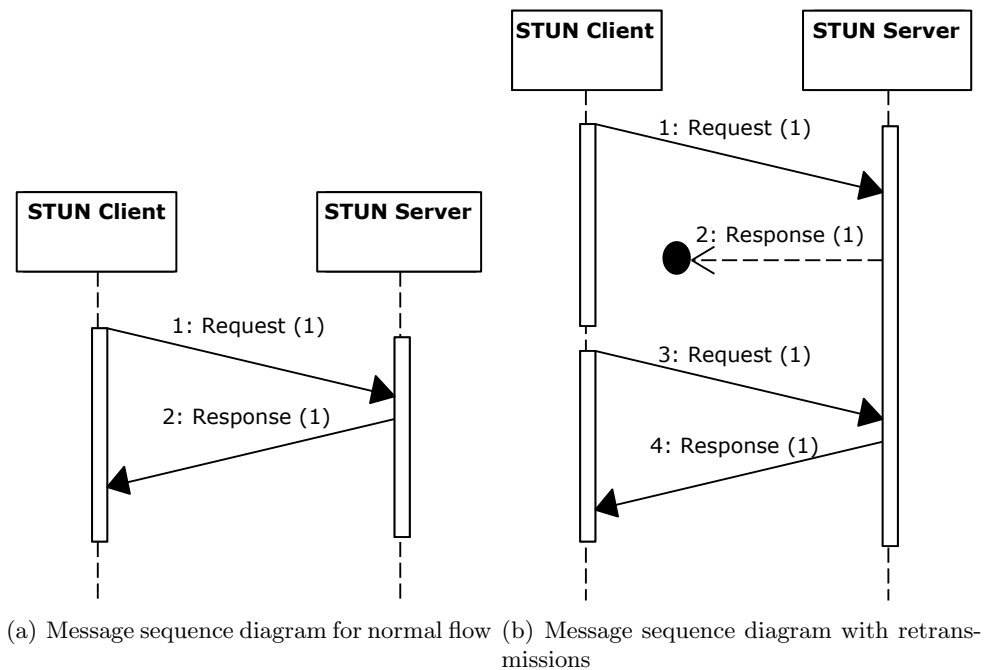 STUN Client
STUN Server
1: Request (1)
2: Response (1)
(a) Message sequence diagram for normal flow
STUN Client
STUN Server
1: Request (1)
2: Response (1)
3: Request (1)
4: Response (1)
(b) Message sequence diagram with retrans-
missions